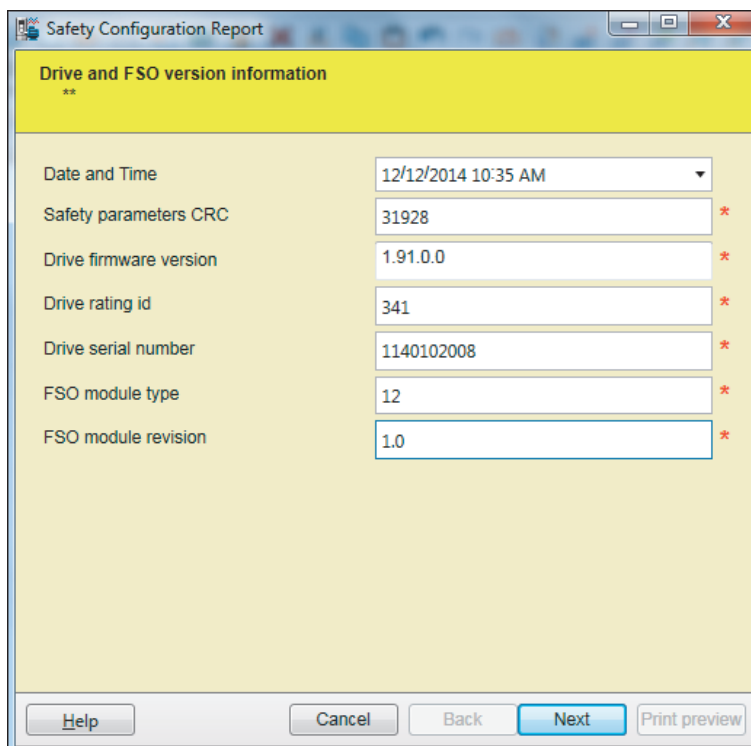 Safety Configuration Report
Drive and FSO version information
**
Date and Time 12/12/2014 10:35 AM
Safety parameters CRC 31928 *
Drive firmware version 1.91.0.0 *
Drive rating id 341 *
Drive serial number 1140102008 *
FSO module type 12 *
FSO module revision 1.0 *
Help Cancel Back Next Print preview